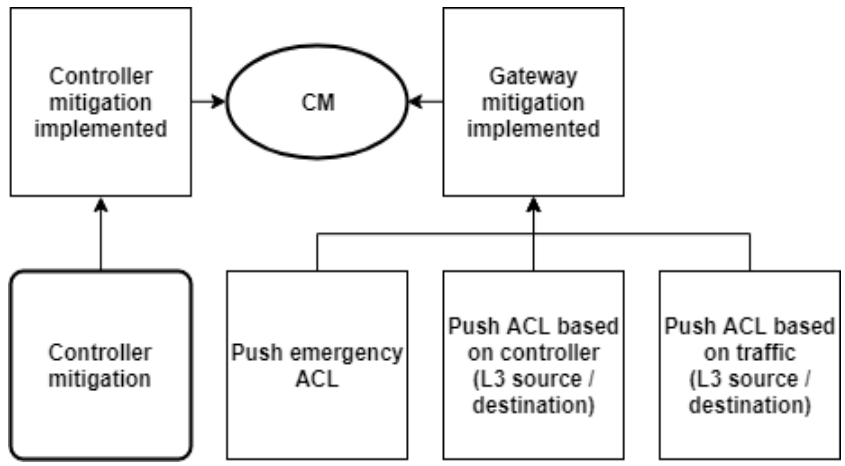 Controller
mitigation
implemented
CM
Gateway
mitigation
implemented
Controller
mitigation
Push emergency
ACL
Push ACL based
on controller
(L3 source /
destination)
Push ACL based
on traffic
(L3 source /
destination)